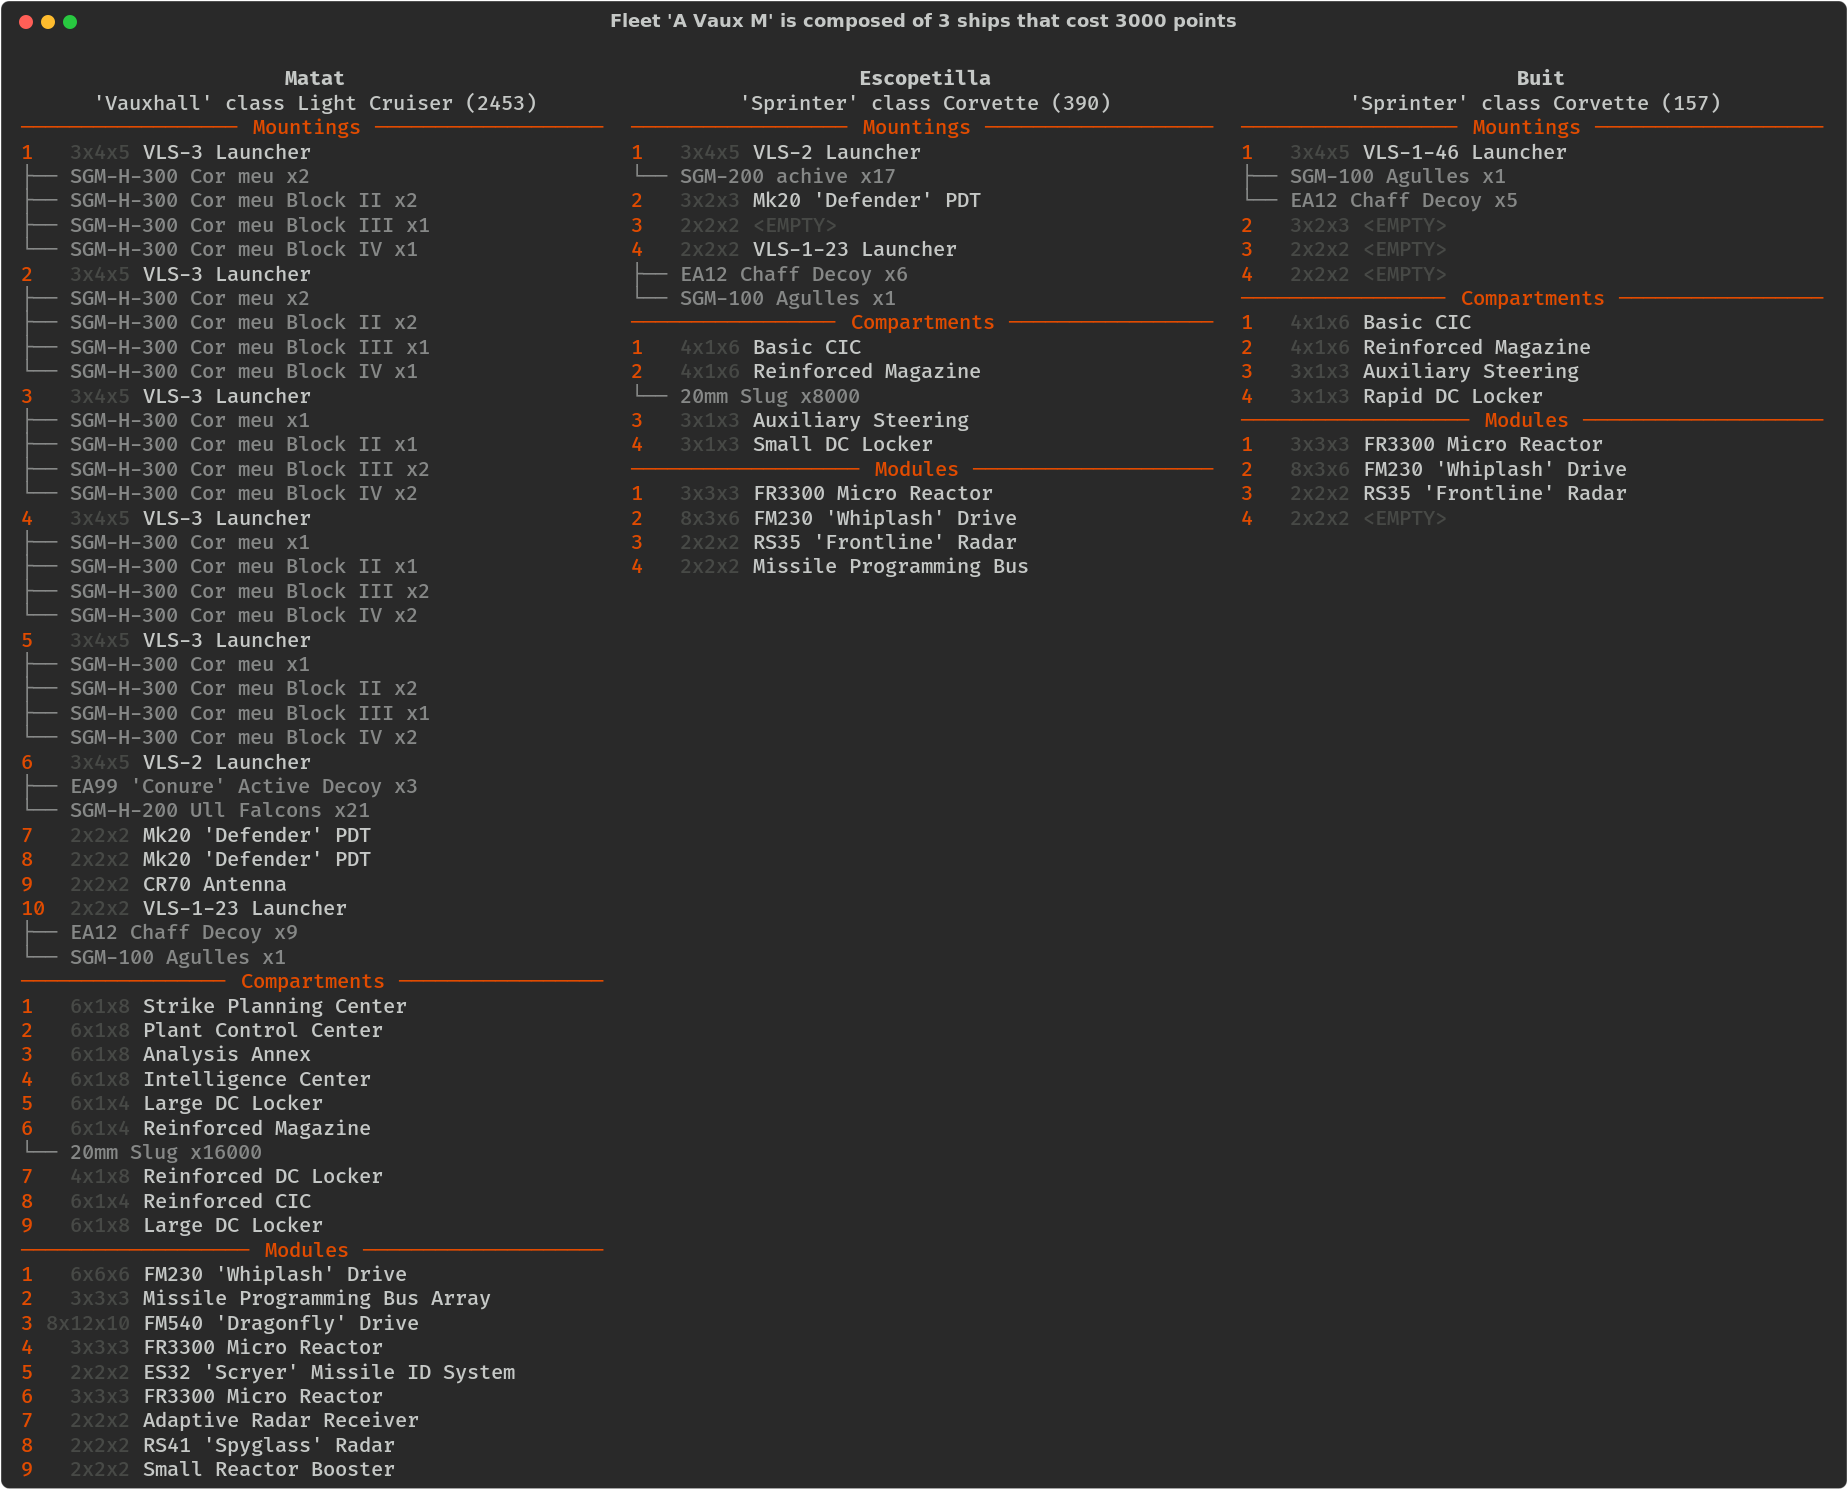 Fleet 'A Vaux M' is composed of 3 ships that cost 3000 points
Matat
'Vauxhall' class Light Cruiser (2453)
Mountings
1 3x4x5 VLS-3 Launcher
SGM-H-300 Cor meu x2
SGM-H-300 Cor meu Block II x2
SGM-H-300 Cor meu Block III x1
SGM-H-300 Cor meu Block IV x1
2 3x4x5 VLS-3 Launcher
SGM-H-300 Cor meu x2
SGM-H-300 Cor meu Block II x2
SGM-H-300 Cor meu Block III x1
SGM-H-300 Cor meu Block IV x1
3 3x4x5 VLS-3 Launcher
SGM-H-300 Cor meu x1
SGM-H-300 Cor meu Block II x1
SGM-H-300 Cor meu Block III x2
SGM-H-300 Cor meu Block IV x2
4 3x4x5 VLS-3 Launcher
SGM-H-300 Cor meu x1
SGM-H-300 Cor meu Block II x1
SGM-H-300 Cor meu Block III x2
SGM-H-300 Cor meu Block IV x2
5 3x4x5 VLS-3 Launcher
SGM-H-300 Cor meu x1
SGM-H-300 Cor meu Block II x2
SGM-H-300 Cor meu Block III x1
SGM-H-300 Cor meu Block IV x2
6 3x4x5 VLS-2 Launcher
EA99 'Conure' Active Decoy x3
SGM-H-200 Ull Falcons x21
7 2x2x2 Mk20 'Defender' PDT
8 2x2x2 Mk20 'Defender' PDT
9 2x2x2 CR70 Antenna
10 2x2x2 VLS-1-23 Launcher
EA12 Chaff Decoy x9
SGM-100 Agulles x1
Compartments
1 6x1x8 Strike Planning Center
2 6x1x8 Plant Control Center
3 6x1x8 Analysis Annex
4 6x1x8 Intelligence Center
5 6x1x4 Large DC Locker
6 6x1x4 Reinforced Magazine
20mm Slug x16000
7 4x1x8 Reinforced DC Locker
8 6x1x4 Reinforced CIC
9 6x1x8 Large DC Locker
Modules
1 6x6x6 FM230 'Whiplash' Drive
2 3x3x3 Missile Programming Bus Array
3 8x12x10 FM540 'Dragonfly' Drive
4 3x3x3 FR3300 Micro Reactor
5 2x2x2 ES32 'Scryer' Missile ID System
6 3x3x3 FR3300 Micro Reactor
7 2x2x2 Adaptive Radar Receiver
8 2x2x2 RS41 'Spyglass' Radar
9 2x2x2 Small Reactor Booster
Escopetilla
'Sprinter' class Corvette (390)
Mountings
1 3x4x5 VLS-2 Launcher
SGM-200 achive x17
2 3x2x3 Mk20 'Defender' PDT
3 2x2x2 <EMPTY>
4 2x2x2 VLS-1-23 Launcher
EA12 Chaff Decoy x6
SGM-100 Agulles x1
Compartments
1 4x1x6 Basic CIC
2 4x1x6 Reinforced Magazine
20mm Slug x8000
3 3x1x3 Auxiliary Steering
4 3x1x3 Small DC Locker
Modules
1 3x3x3 FR3300 Micro Reactor
2 8x3x6 FM230 'Whiplash' Drive
3 2x2x2 RS35 'Frontline' Radar
4 2x2x2 Missile Programming Bus
Buit
'Sprinter' class Corvette (157)
Mountings
1 3x4x5 VLS-1-46 Launcher
SGM-100 Agulles x1
EA12 Chaff Decoy x5
2 3x2x3 <EMPTY>
3 2x2x2 <EMPTY>
4 2x2x2 <EMPTY>
Compartments
1 4x1x6 Basic CIC
2 4x1x6 Reinforced Magazine
3 3x1x3 Auxiliary Steering
4 3x1x3 Rapid DC Locker
Modules
1 3x3x3 FR3300 Micro Reactor
2 8x3x6 FM230 'Whiplash' Drive
3 2x2x2 RS35 'Frontline' Radar
4 2x2x2 <EMPTY>